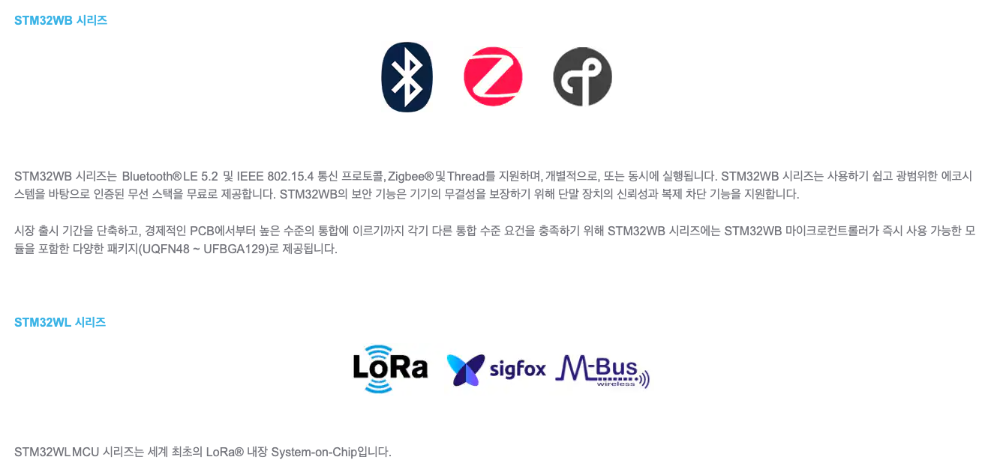 STM32WB 시리즈
STM32WB 시리즈는 Bluetooth® LE 5.2 및 IEEE 802.15.4 통신 프로토콜, Zigbee® 및 Thread를 지원하며, 개별적으로, 또는 동시에 실행됩니다. STM32WB 시리즈는 사용하기 쉽고 광범위한 에코시
스템을 바탕으로 인증된 무선 스택을 무료로 제공합니다. STM32WB의 보안 기능은 기기의 무결성을 보장하기 위해 단말 장치의 신뢰성과 복제 차단 기능을 지원합니다.
시장 출시 기간을 단축하고, 경제적인 PCB에서부터 높은 수준의 통합에 이르기까지 각기 다른 통합 수준 요건을 충족하기 위해 STM32WB 시리즈에는 STM32WB 마이크로컨트롤러가 즉시 사용 가능한 모
듈을 포함한 다양한 패키지(UQFN48 ~ UFBGA129)로 제공됩니다.
STM32WL 시리즈
LoRa sigfox M-Bus
wireless
STM32WL MCU 시리즈는 세계 최초의 LoRa® 내장 System-on-Chip입니다.